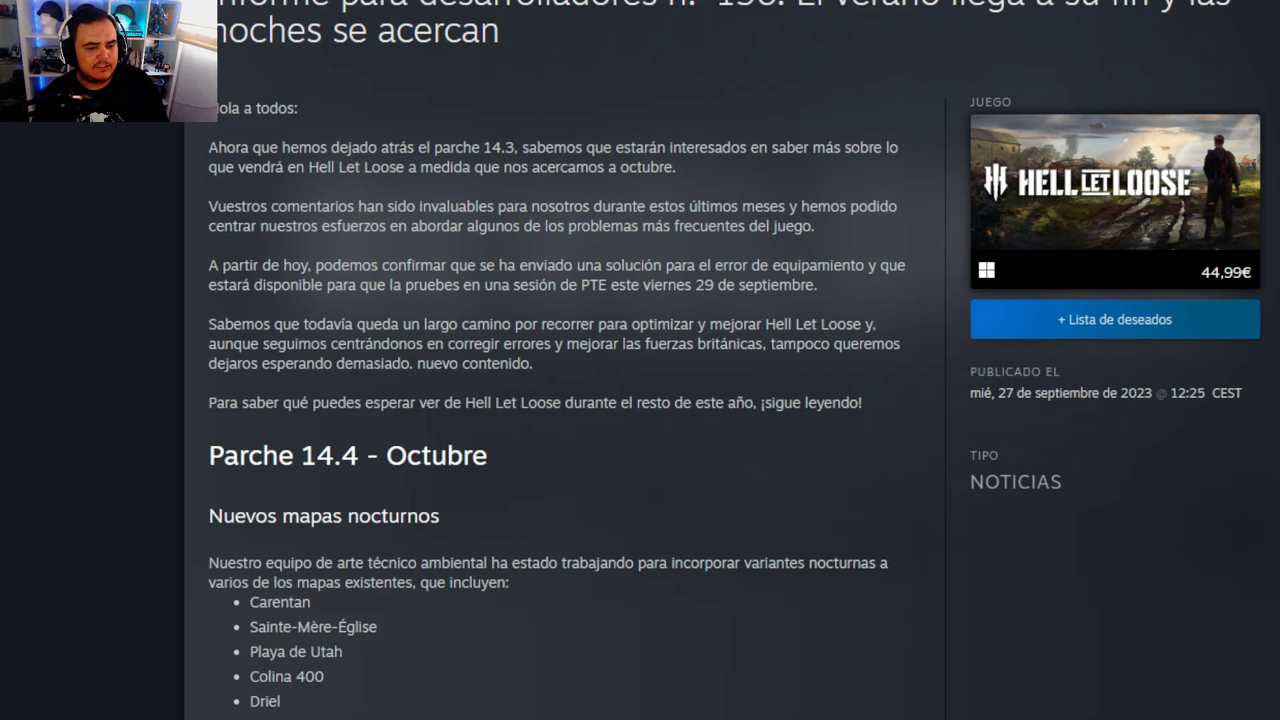 noches se acercan
Hola a todos:
Ahora que hemos dejado atrás el parche 14.3, sabemos que estarán interesados en saber más sobre lo
que vendrá en Hell Let Loose a medida que nos acercamos a octubre.
Vuestros comentarios han sido invaluables para nosotros durante estos últimos meses y hemos podido
centrar nuestros esfuerzos en abordar algunos de los problemas más frecuentes del juego.
A partir de hoy, podemos confirmar que se ha enviado una solución para el error de equipamiento y que
estará disponible para que la pruebes en una sesión de PTE este viernes 29 de septiembre.
Sabemos que todavía queda un largo camino por recorrer para optimizar y mejorar Hell Let Loose y,
aunque seguimos centrándonos en corregir errores y mejorar las fuerzas británicas, tampoco queremos
dejaros esperando demasiado. nuevo contenido.
Para saber qué puedes esperar ver de Hell Let Loose durante el resto de este año, ¡sigue leyendo!
Parche 14.4 - Octubre
Nuevos mapas nocturnos
Nuestro equipo de arte técnico ambiental ha estado trabajando para incorporar variantes nocturnas a
varios de los mapas existentes, que incluyen:
• Carentan
• Sainte-Mère-Église
• Playa de Utah
• Colina 400
• Driel
JUEGO
HELL LET LOOSE
44,99€
+ Lista de deseados
PUBLICADO EL
mié, 27 de septiembre de 2023 @ 12:25 CEST
TIPO
NOTICIAS